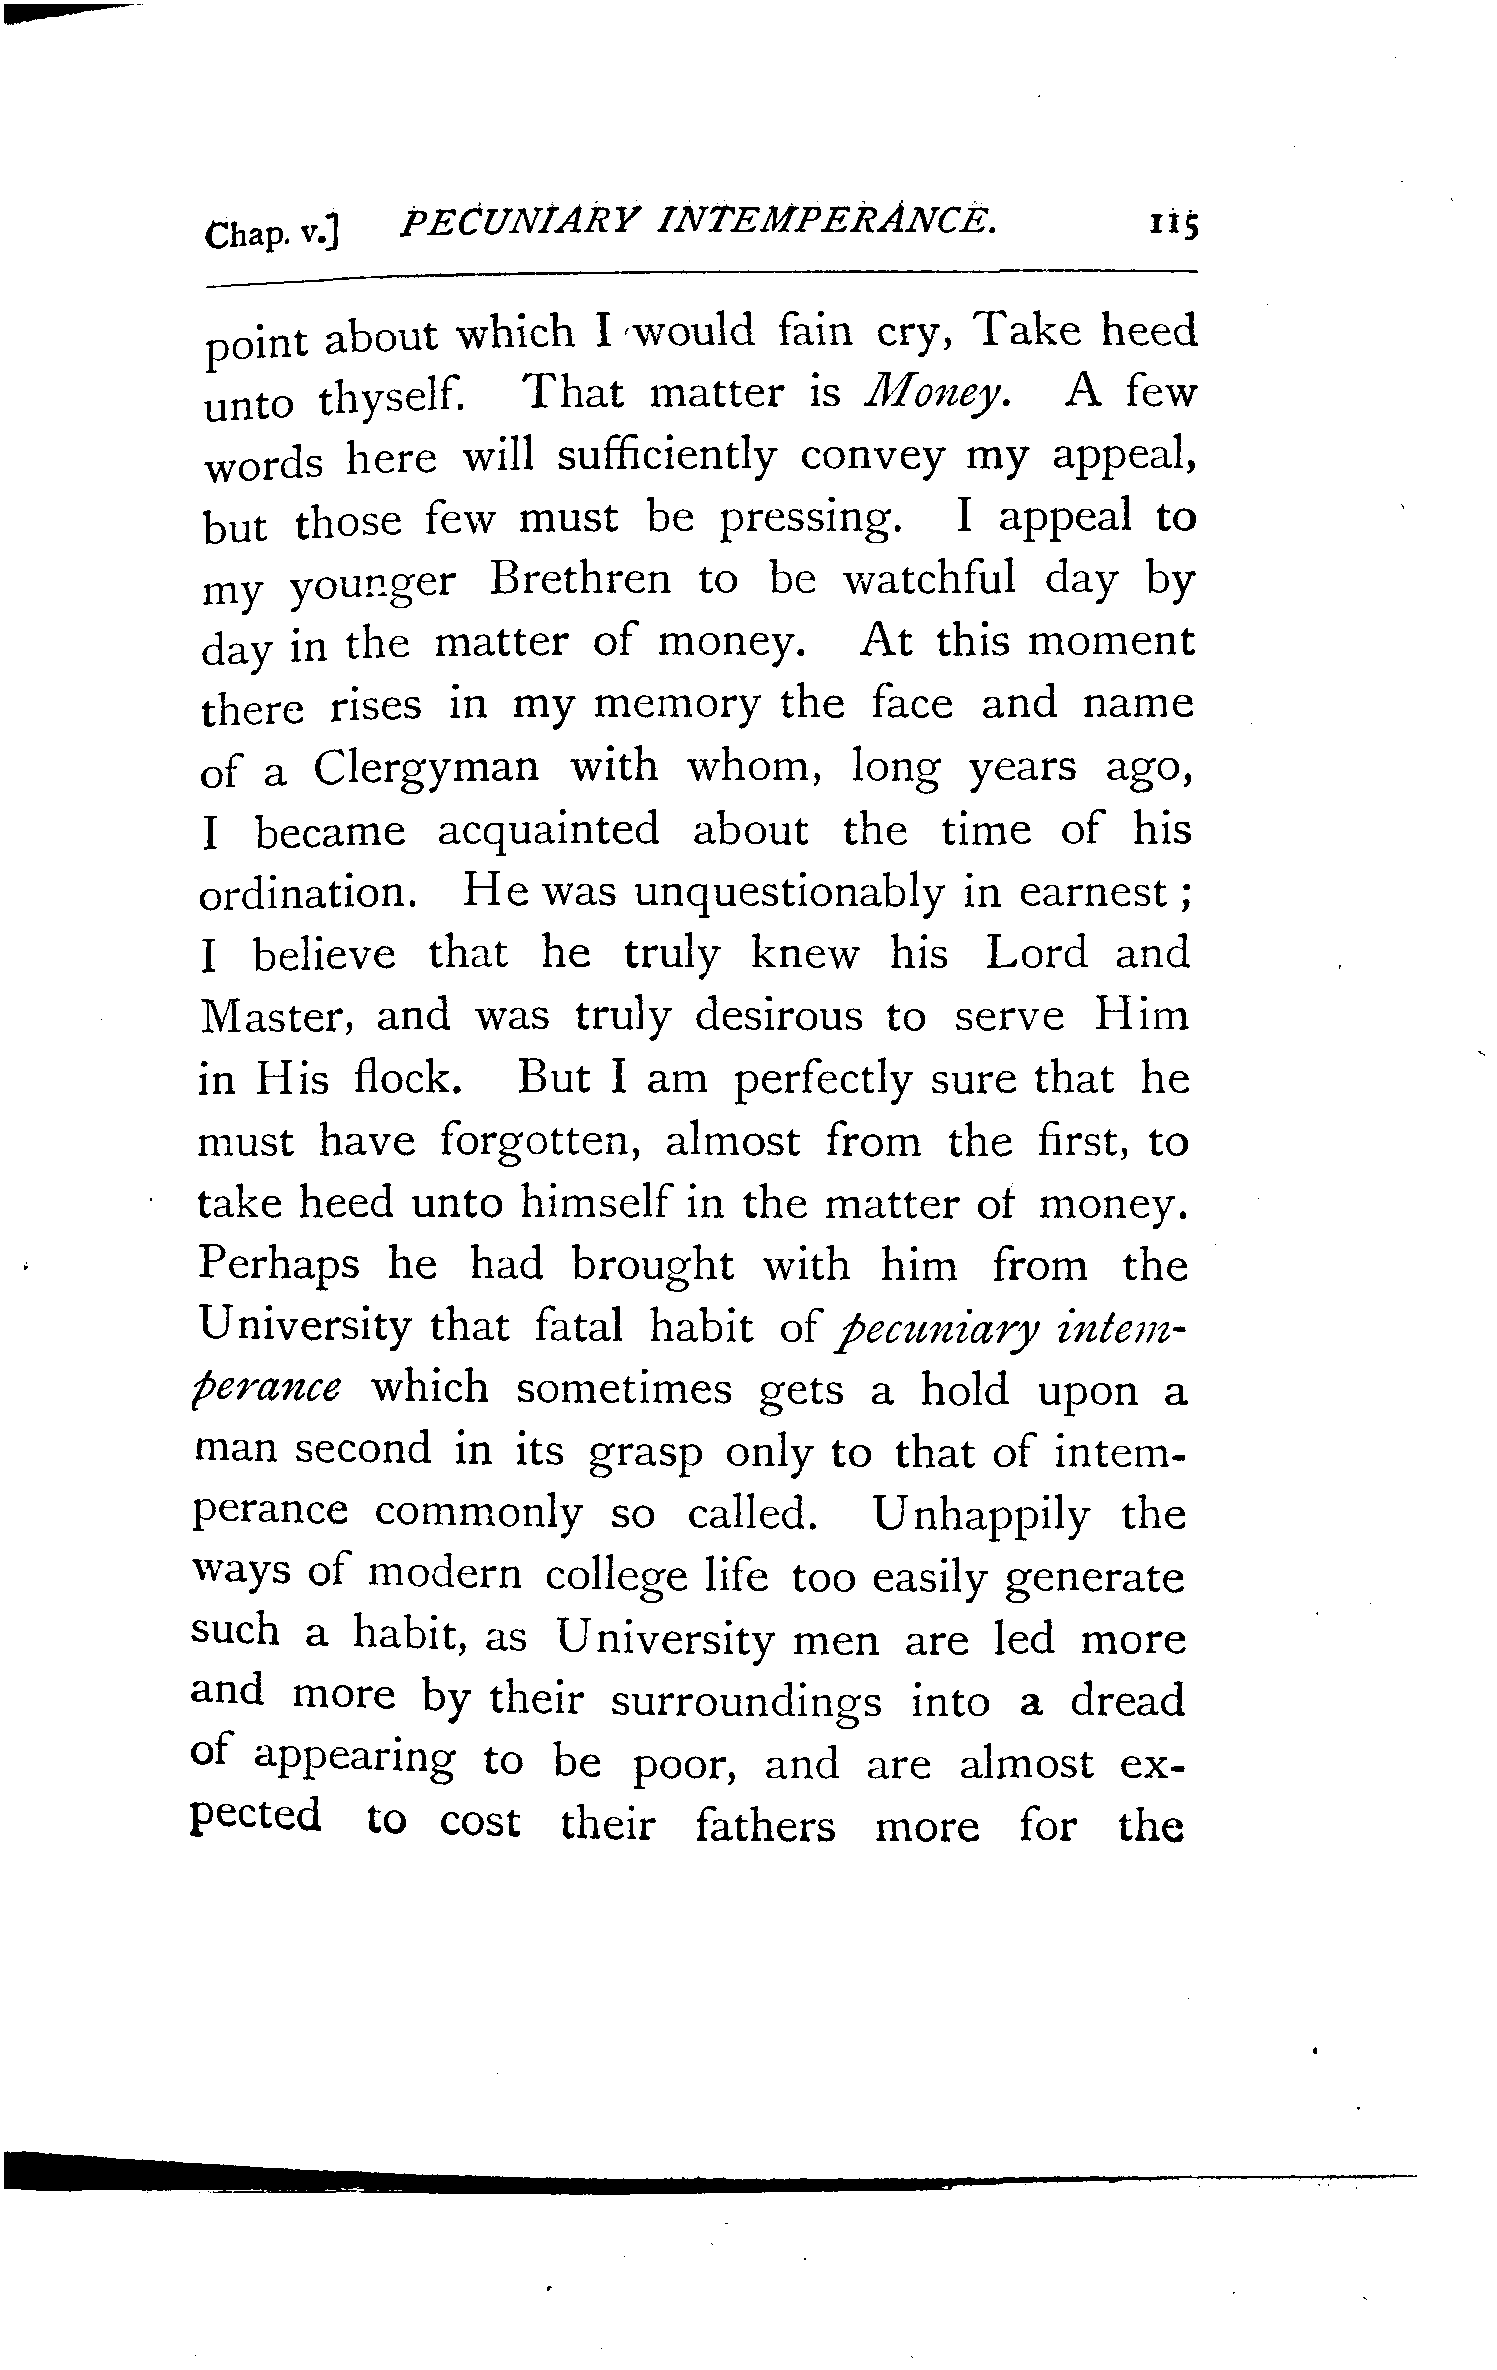 Chap. v.] PECUNIARY INTEMPERANCE. 115
point about which I would fain cry, Take heed
unto thyself. That matter is Money. A few
words here will sufficiently convey my appeal,
but those few must be pressing. I appeal to
my younger Brethren to be watchful day by
day in the matter of money. At this moment
there rises in my memory the face and name
of a Clergyman with whom, long years ago,
I became acquainted about the time of his
ordination. He was unquestionably in earnest ;
I believe that he truly knew his Lord and
Master, and was truly desirous to serve Him
in His flock. But I am perfectly sure that he
must have forgotten, almost from the first, to
take heed unto himself in the matter of money.
Perhaps he had brought with him from the
University that fatal habit of pecuniary intem-
perance which sometimes gets a hold upon a
man second in its grasp only to that of intem-
perance commonly so called. Unhappily the
ways of modern college life too easily generate
such a habit, as University men are led more
and more by their surroundings into a dread
of appearing to be poor, and are almost ex-
pected to cost their fathers more for the